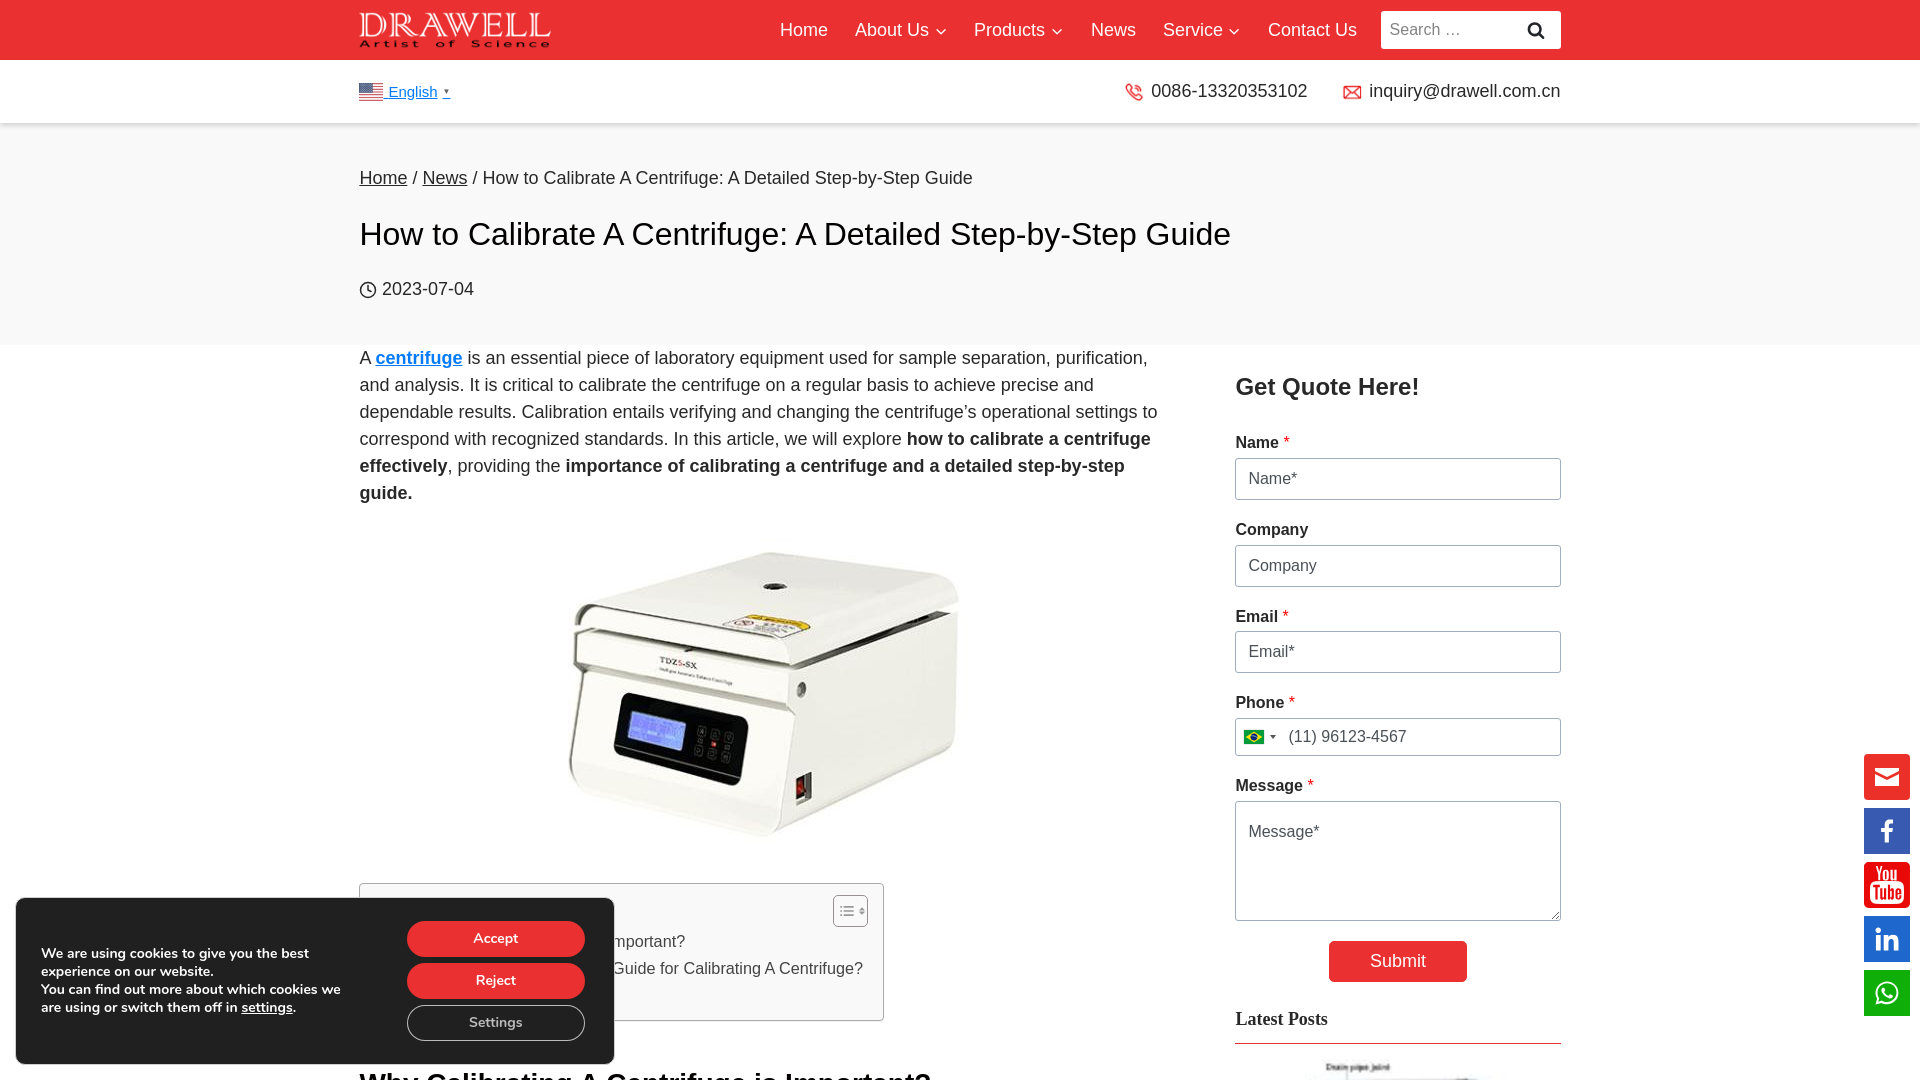 DRAWELL
Artist of Science
Home About Us Products News Service Contact Us Search …
English ▼
0086-13320353102 inquiry@drawell.com.cn
Home / News / How to Calibrate A Centrifuge: A Detailed Step-by-Step Guide
How to Calibrate A Centrifuge: A Detailed Step-by-Step Guide
2023-07-04
A centrifuge is an essential piece of laboratory equipment used for sample separation, purification,
and analysis. It is critical to calibrate the centrifuge on a regular basis to achieve precise and
dependable results. Calibration entails verifying and changing the centrifuge’s operational settings to
correspond with recognized standards. In this article, we will explore how to calibrate a centrifuge
effectively, providing the importance of calibrating a centrifuge and a detailed step-by-step
guide.
TDZ5-SX
mportant?
Guide for Calibrating A Centrifuge?
Why Calibrating A Centrifuge is Important?
Get Quote Here!
Name *
Name*
Company
Company
Email *
Email*
Phone *
(11) 96123-4567
Message *
Message*
Submit
Latest Posts
Drain pipe joint
We are using cookies to give you the best
experience on our website.
You can find out more about which cookies we
are using or switch them off in settings.
Accept
Reject
Settings
You
Tube
in